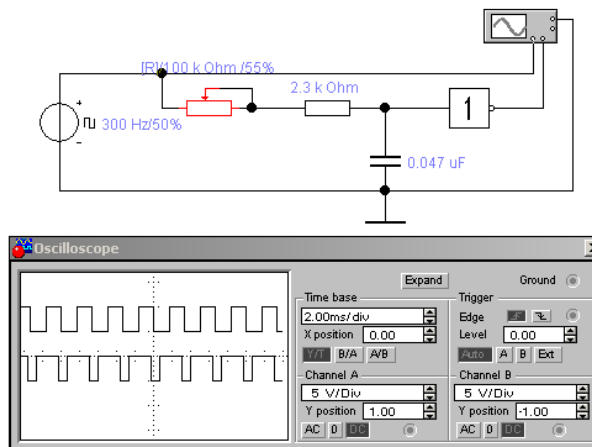 [R]/100 k Ohm /55%
2.3 k Ohm
1
+
300 Hz/50%
-
0.047 uF
Oscilloscope
Expand
Ground
Time base
Trigger
2.00ms/div
Edge
X position 0.00
Level 0.00
Y/T B/A A/B
Auto A B Ext
Channel A
Channel B
5 V/Div
5 V/Div
Y position 1.00
Y position -1.00
AC 0 DC
AC 0 DC